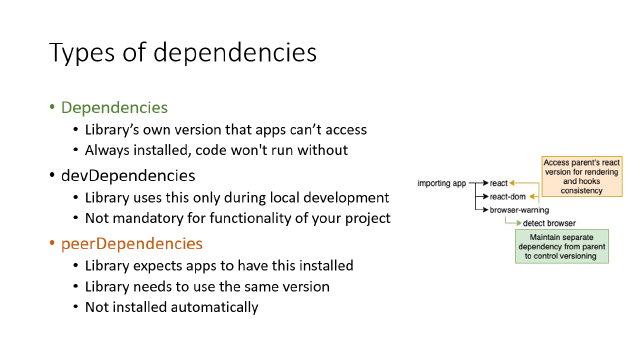 Types of dependencies
• Dependencies
• Library's own version that apps can't access
• Always installed, code won't run without
• devDependencies
• Library uses this only during local development
• Not mandatory for functionality of your project
• peerDependencies
• Library expects apps to have this installed
• Library needs to use the same version
• Not installed automatically
importing app
react
react-dom
browser-warning
detect browser
Access parent's react
version for rendering
and hooks
consistency
Maintain separate
dependency from parent
to control versioning